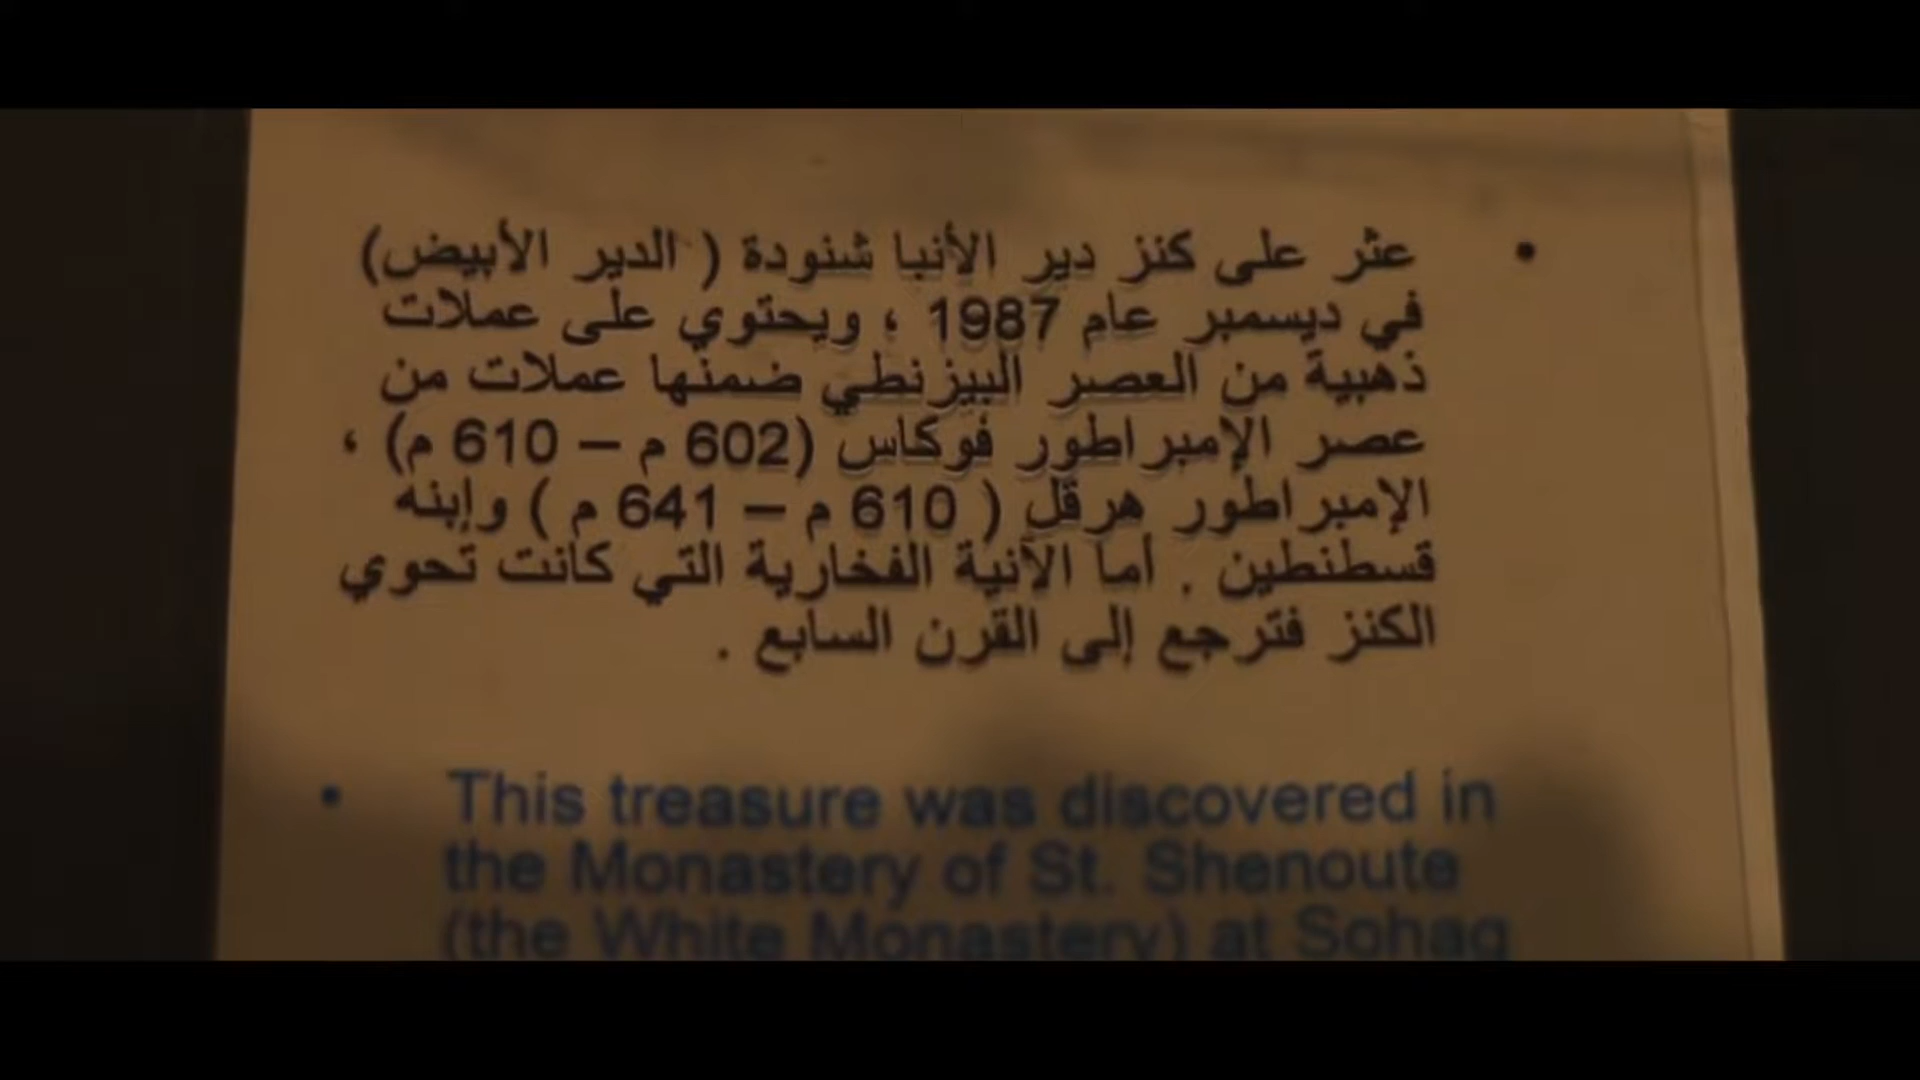 • عثر على كنز دير الأنبا شنودة ( الدير الأبيض)
في ديسمبر عام 1987 ، ويحتوي على عملات
ذهبية من العصر البيزنطي ضمنها عملات من
عصر الإمبراطور فوكاس (602 م – 610 م) ،
الإمبراطور هرقل ( 610 م – 641 م ) وإبنه
قسطنطين . أما الآنية الفخارية التي كانت تحوي
الكنز فترجع إلى القرن السابع .
• This treasure was discovered in
the Monastery of St. Shenoute
(the White Monastery) at Sohag